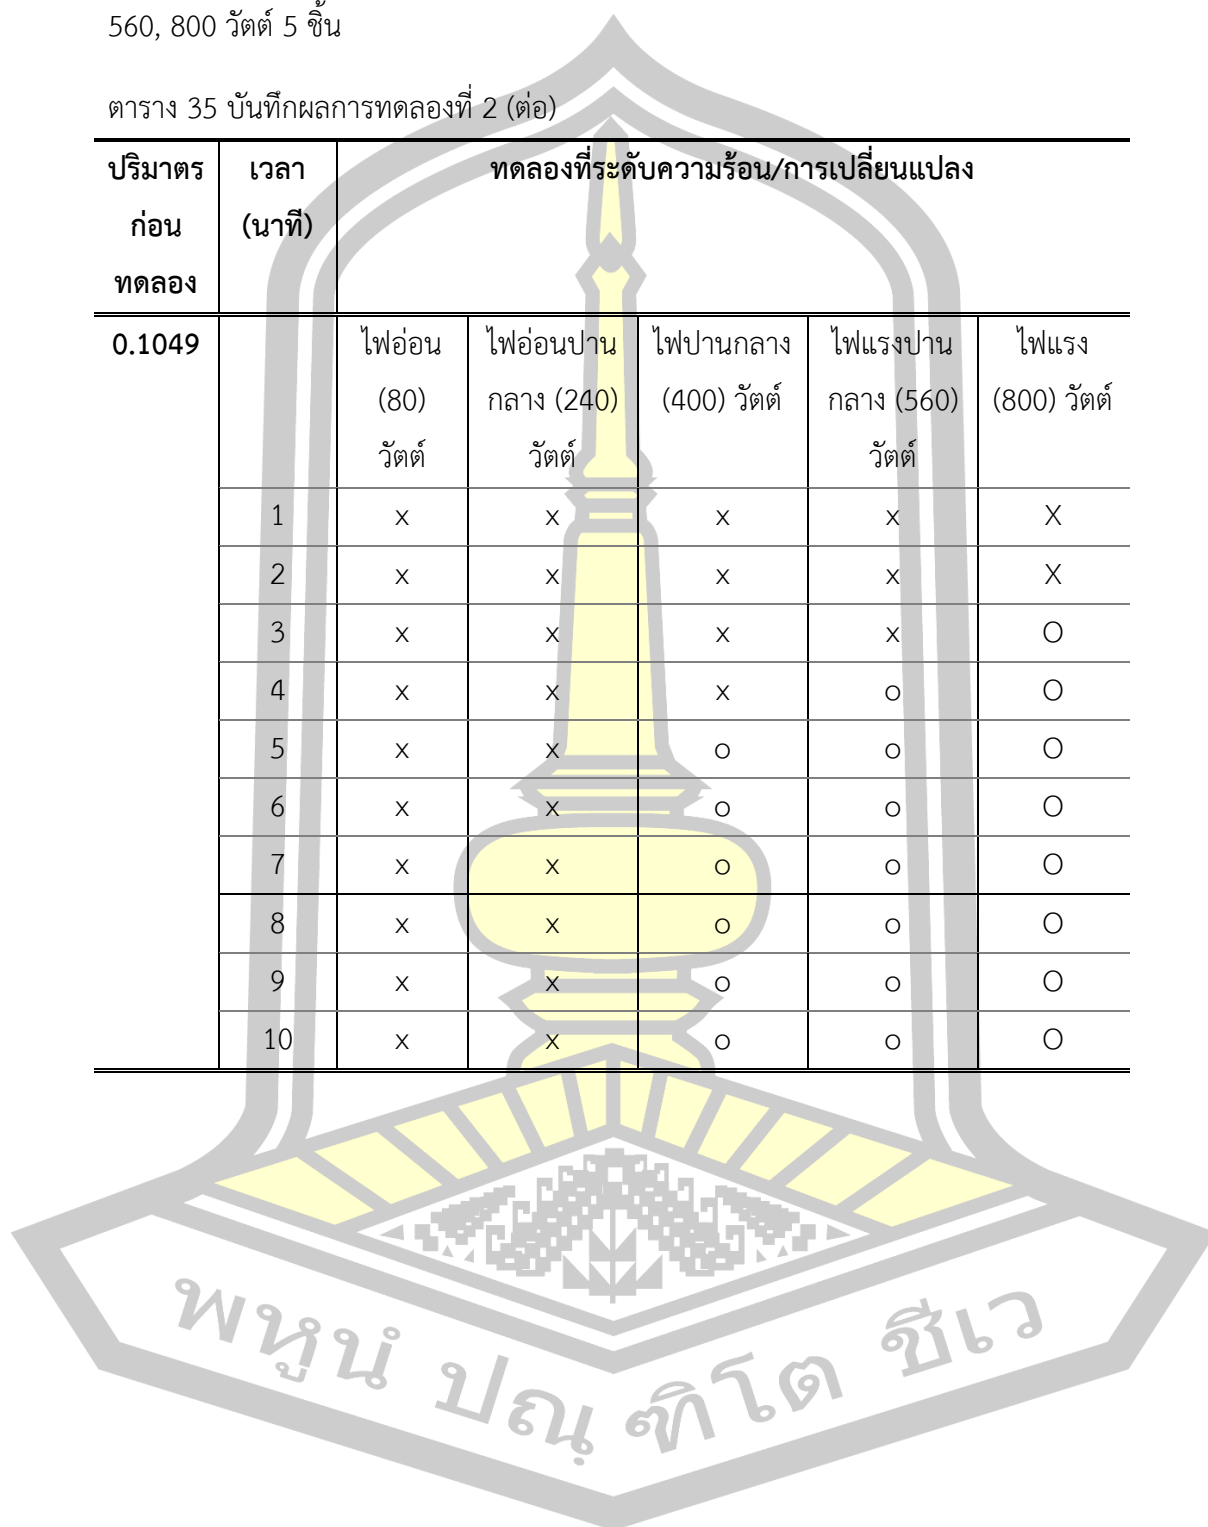 560, 800 วัตต์ 5 ชิ้น
ตาราง 35 บันทึกผลการทดลองที่ 2 (ต่อ)
ปริมาตร เวลา ทดลองที่ระดับความร้อน/การเปลี่ยนแปลง
ก่อน (นาที)
ทดลอง
0.1049 ไฟอ่อน ไฟอ่อนปาน ไฟปานกลาง ไฟแรงปาน ไฟแรง
(80) กลาง (240) (400) วัตต์ กลาง (560) (800) วัตต์
วัตต์ วัตต์ วัตต์
1 x x x x X
2 x x x x X
3 x x x x O
4 x x x o O
5 x x o o O
6 x x o o O
7 x x o o O
8 x x o o O
9 x x o o O
10 x x o o O
พหูนํ ปณฺฑิโต ชีเว